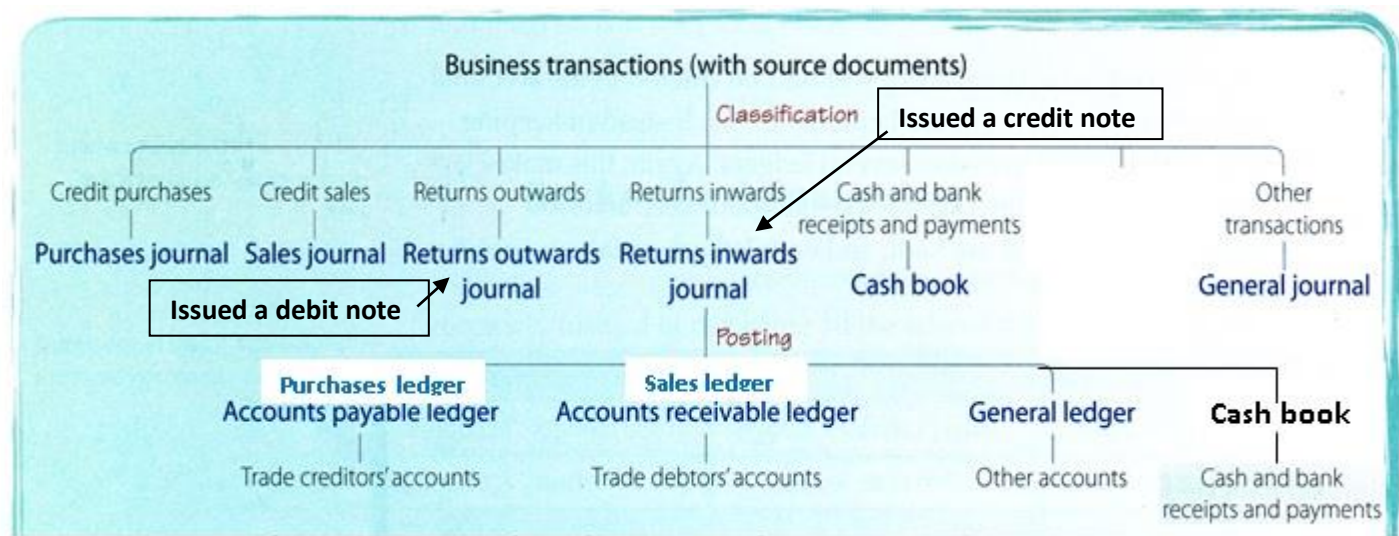 Business transactions (with source documents)
Classification
Issued a credit note
Credit purchases
Credit sales
Returns outwards
Returns inwards
Cash and bank
receipts and payments
Other
transactions
Purchases journal
Sales journal
Returns outwards
journal
Returns inwards
journal
Cash book
General journal
Issued a debit note
Posting
Purchases ledger
Accounts payable ledger
Sales ledger
Accounts receivable ledger
General ledger
Cash book
Trade creditors' accounts
Trade debtors' accounts
Other accounts
Cash and bank
receipts and payments